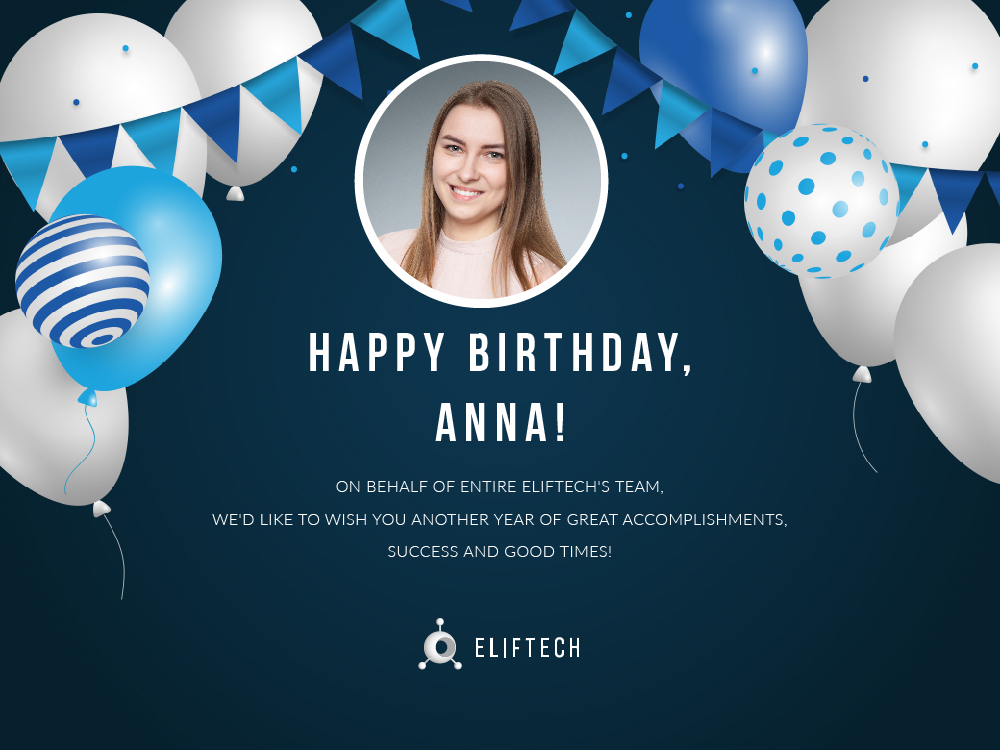 HAPPY BIRTHDAY,
ANNA!
ON BEHALF OF ENTIRE ELIFTECH'S TEAM,
WE'D LIKE TO WISH YOU ANOTHER YEAR OF GREAT ACCOMPLISHMENTS,
SUCCESS AND GOOD TIMES!
ELIFTECH